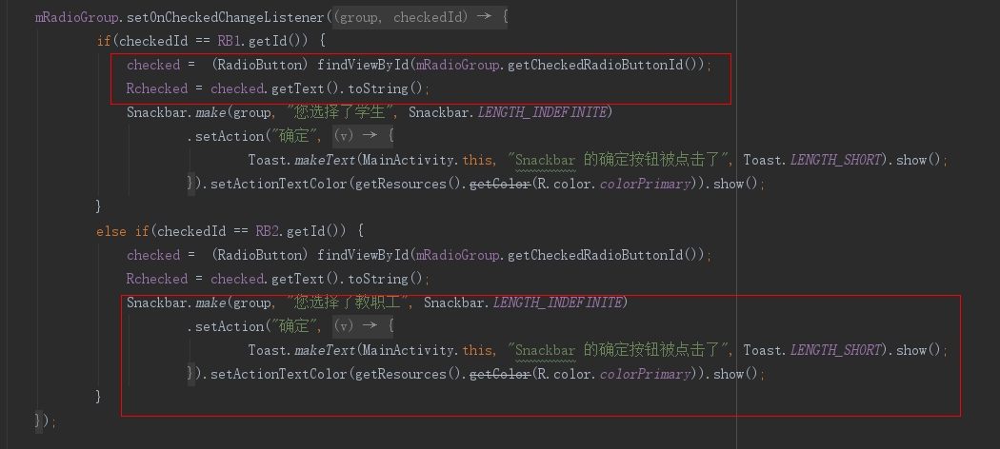 mRadioGroup.setOnCheckedChangeListener((group, checkedId) → {
if(checkedId == RB1.getId()) {
checked = (RadioButton) findViewById(mRadioGroup.getCheckedRadioButtonId());
Rchecked = checked.getText().toString();
Snackbar.make(group, "您选择了学生", Snackbar.LENGTH_INDEFINITE)
.setAction("确定", (v) → {
Toast.makeText(MainActivity.this, "Snackbar 的确定按钮被点击了", Toast.LENGTH_SHORT).show();
}).setActionTextColor(getResources().getColor(R.color.colorPrimary)).show();
}
else if(checkedId == RB2.getId()) {
checked = (RadioButton) findViewById(mRadioGroup.getCheckedRadioButtonId());
Rchecked = checked.getText().toString();
Snackbar.make(group, "您选择了教职工", Snackbar.LENGTH_INDEFINITE)
.setAction("确定", (v) → {
Toast.makeText(MainActivity.this, "Snackbar 的确定按钮被点击了", Toast.LENGTH_SHORT).show();
}).setActionTextColor(getResources().getColor(R.color.colorPrimary)).show();
}
});